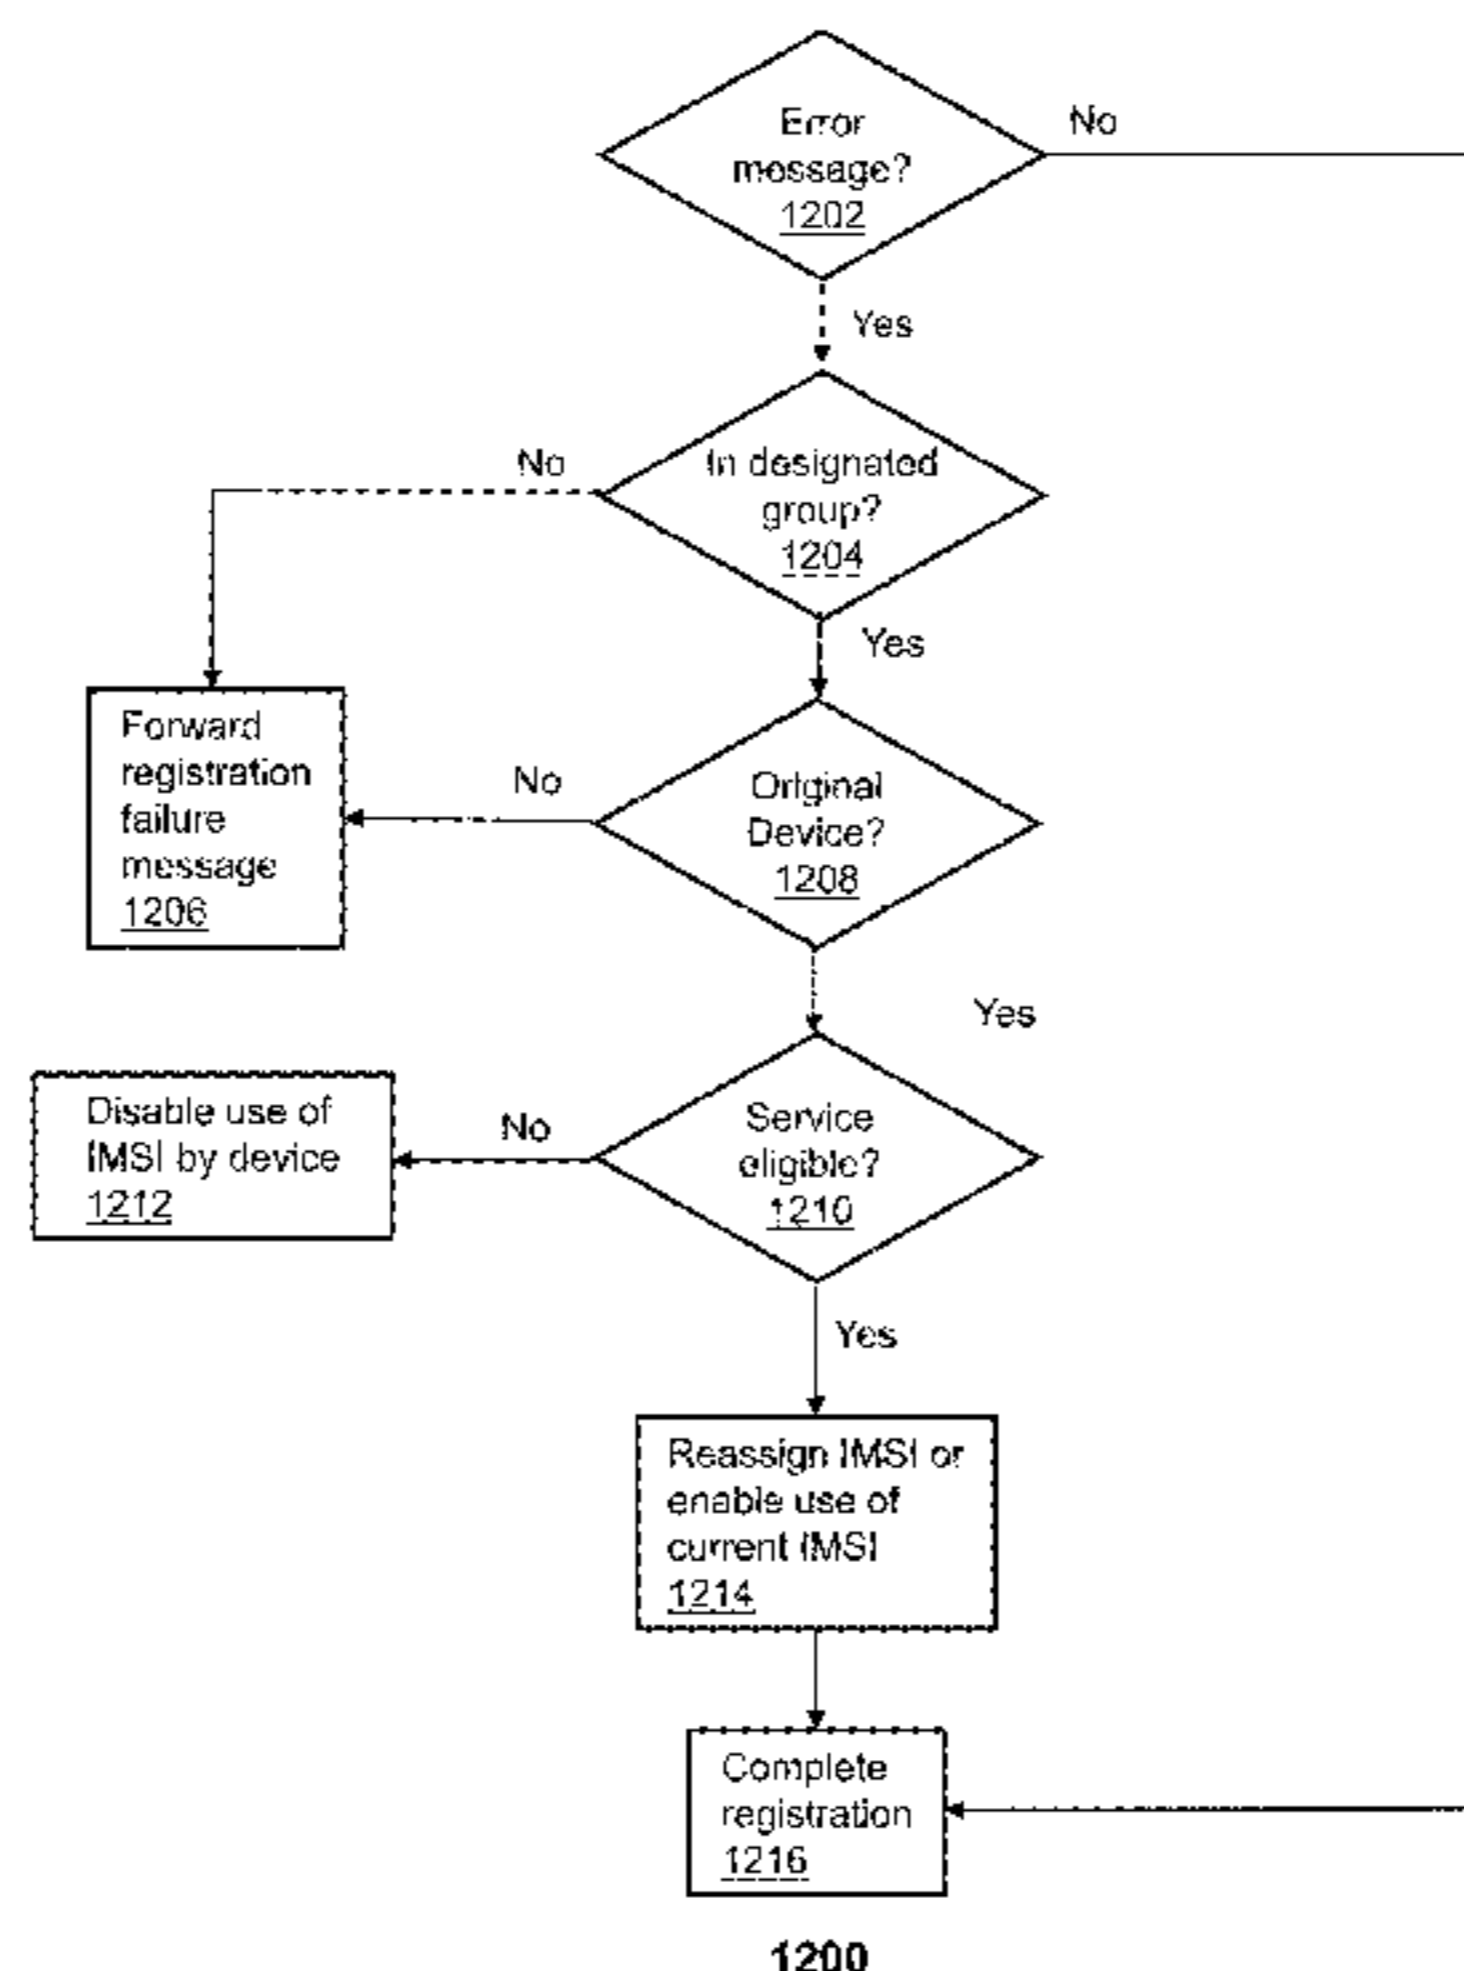 Error
message?
1202
No
Yes
In designated
group?
1204
No
Yes
Forward
registration
failure
message
1206
No
Original
Device?
1208
Yes
Disable use of
IMSI by device
1212
No
Service
eligible?
1210
Yes
Reassign IMSI or
enable use of
current IMSI
1214
Complete
registration
1216
1200